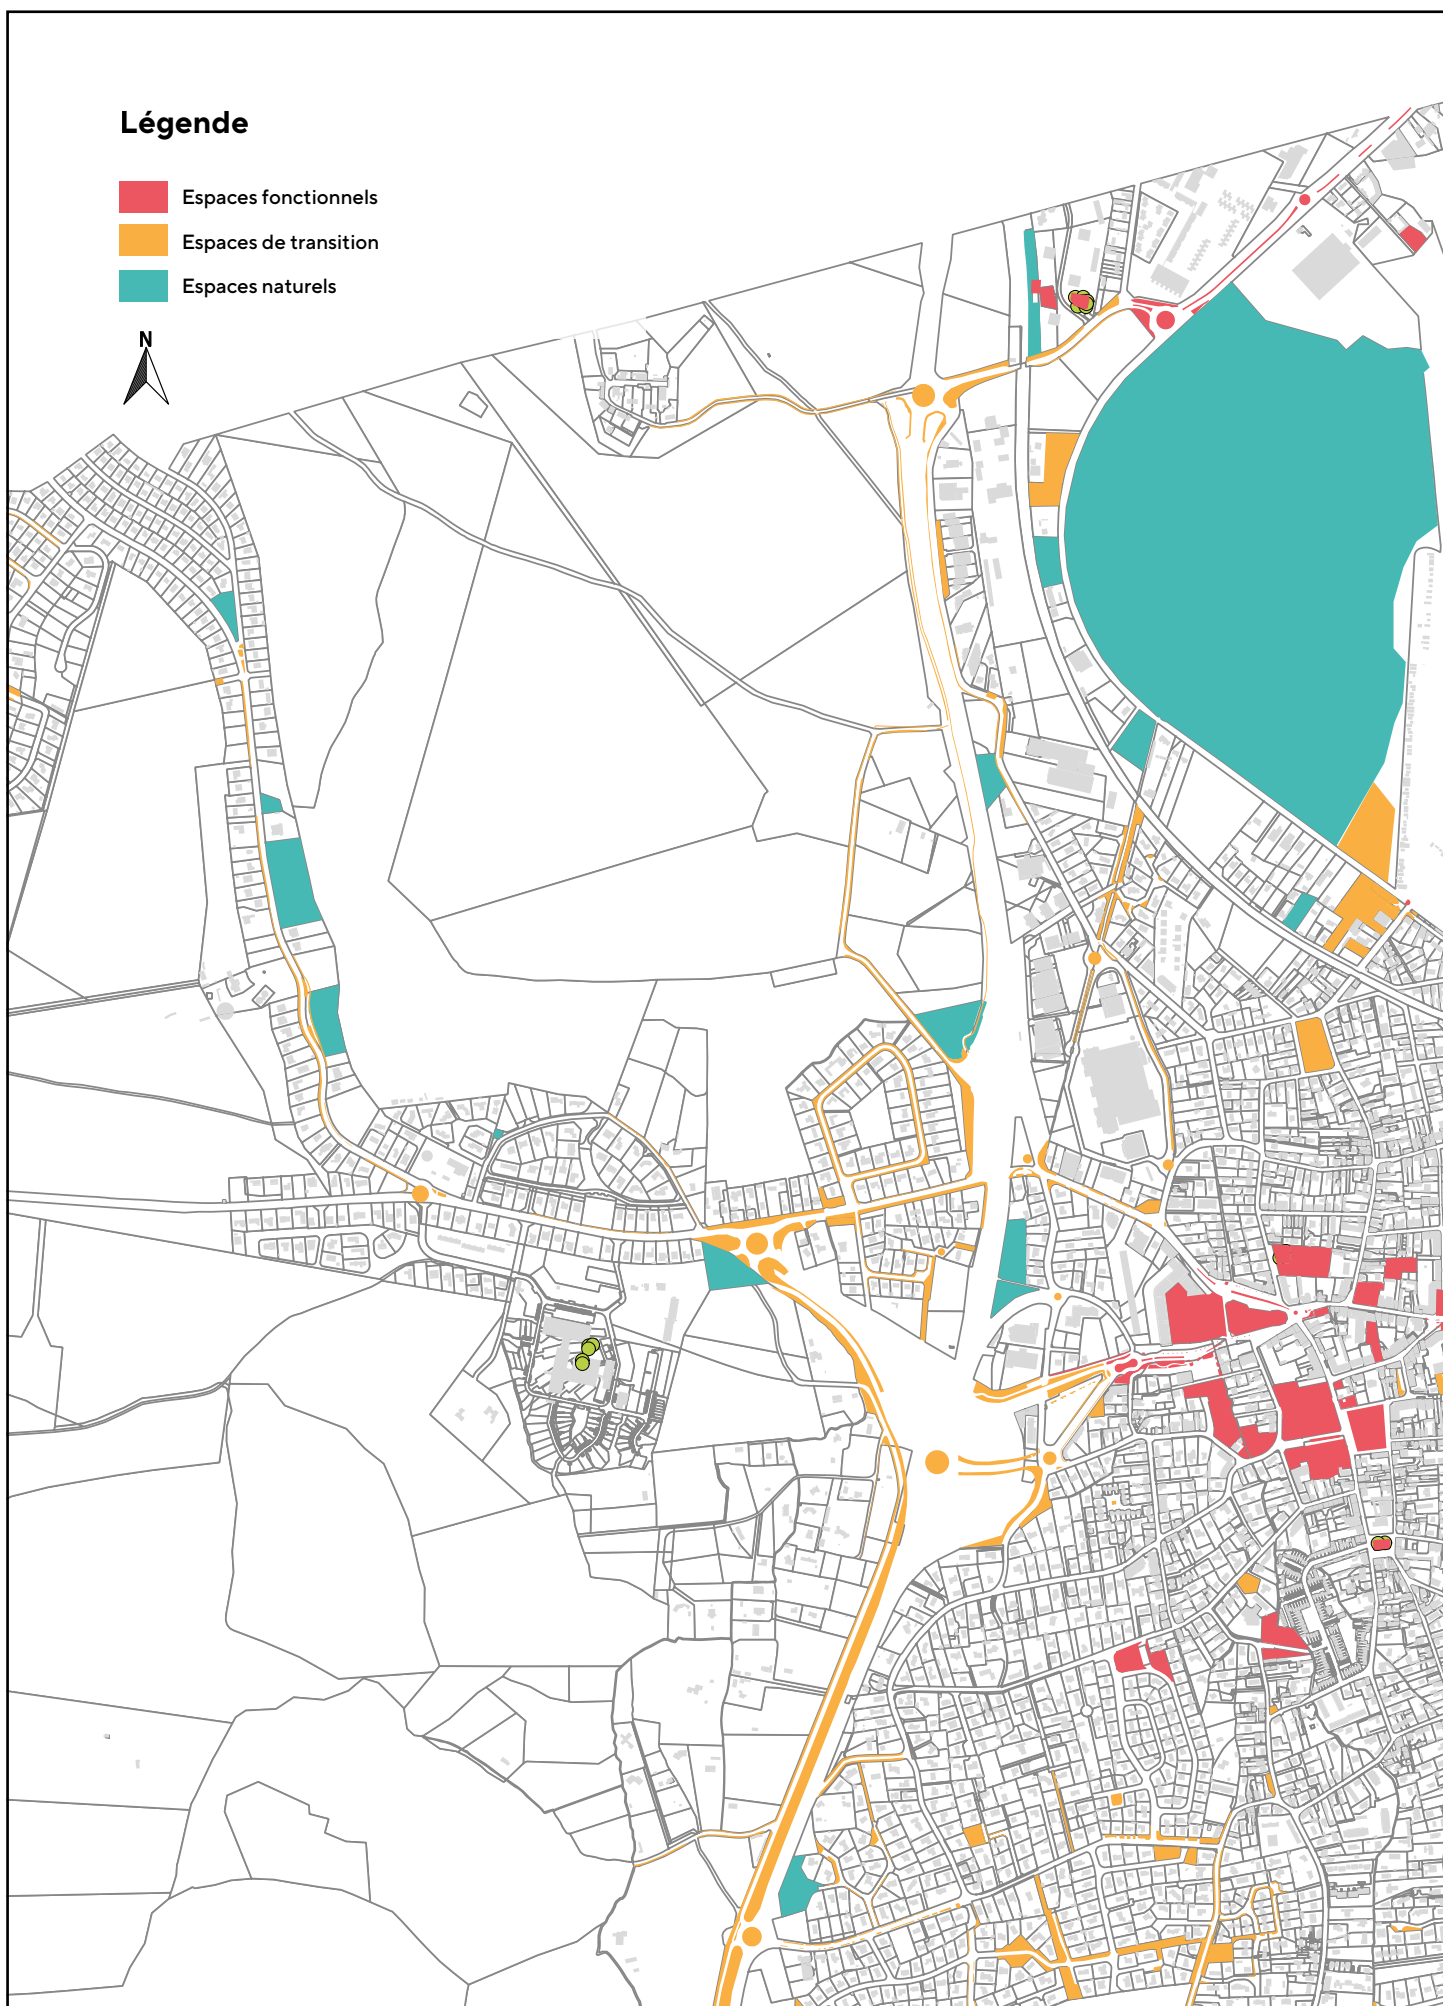 Légende
Espaces fonctionnels
Espaces de transition
Espaces naturels
N